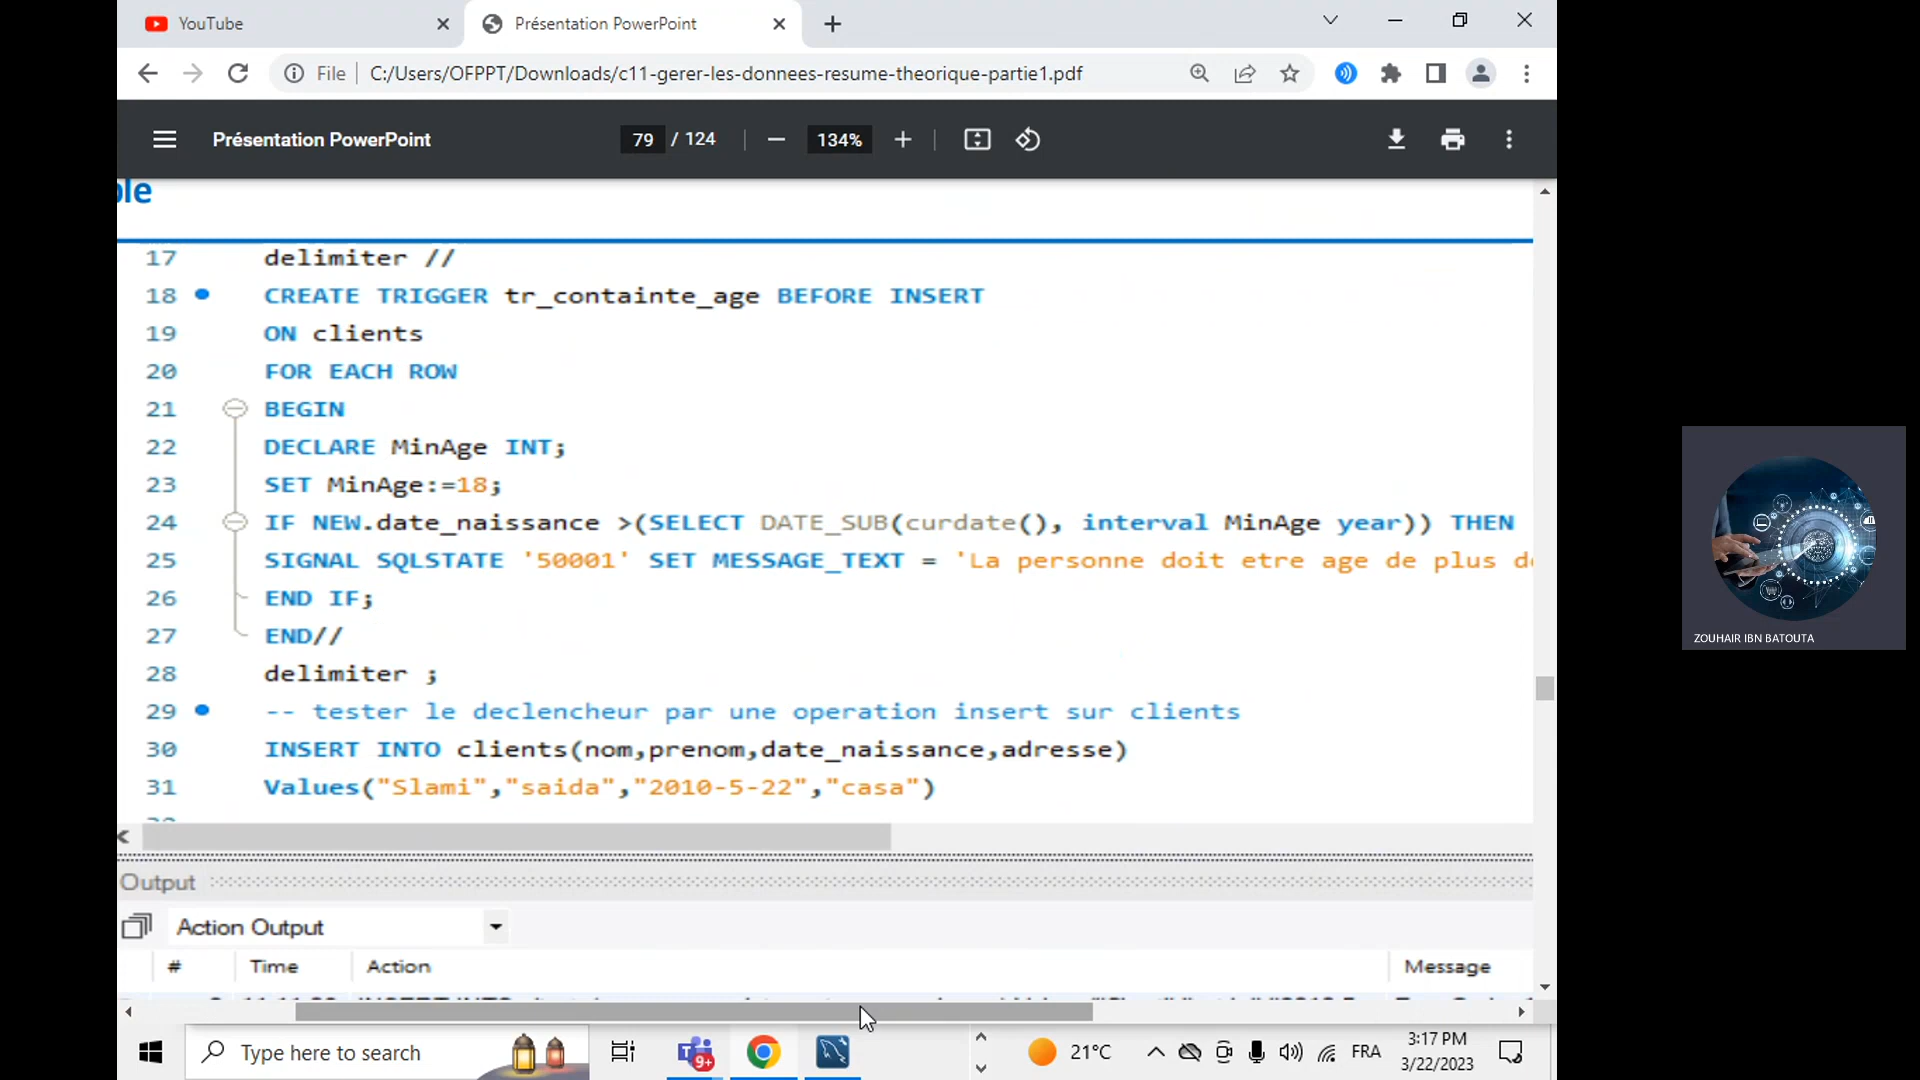 YouTube
Présentation PowerPoint
File
C:/Users/OFPPT/Downloads/c11-gerer-les-donnees-resume-theorique-partie1.pdf
Présentation PowerPoint
79 / 124
134%
17 delimiter //
18 CREATE TRIGGER tr_containte_age BEFORE INSERT
19 ON clients
20 FOR EACH ROW
21 BEGIN
22 DECLARE MinAge INT;
23 SET MinAge:=18;
24 IF NEW.date_naissance >(SELECT DATE_SUB(curdate(), interval MinAge year)) THEN
25 SIGNAL SQLSTATE '50001' SET MESSAGE_TEXT = 'La personne doit etre age de plus
26 END IF;
27 END//
28 delimiter ;
29 -- tester le declencheur par une operation insert sur clients
30 INSERT INTO clients(nom,prenom,date_naissance,adresse)
31 Values("Slami","saida","2010-5-22","casa")
Output
Action Output
# Time Action Message
ZOUHAIR IBN BATOUTA
Type here to search
9+
21°C
FRA
3:17 PM
3/22/2023